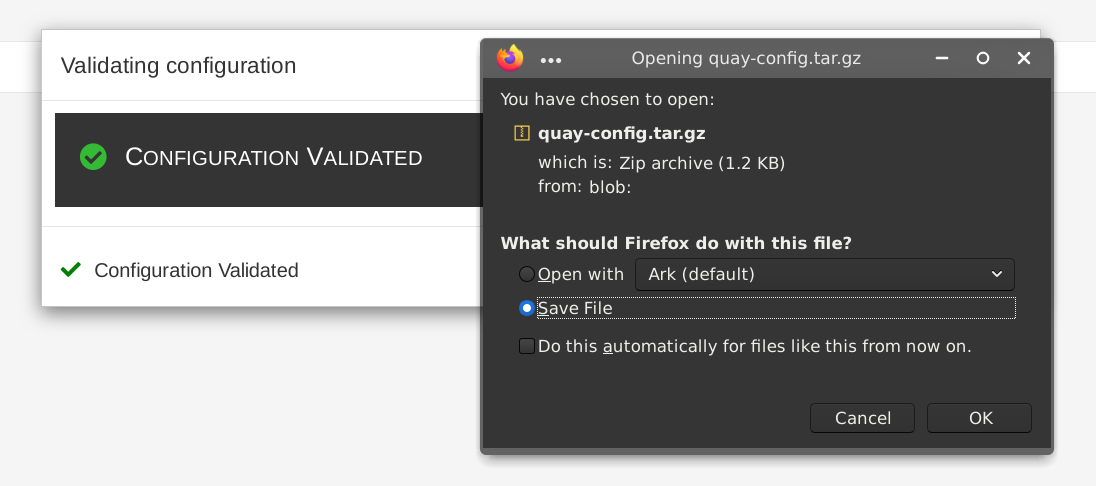 Validating configuration
CONFIGURATION VALIDATED
Configuration Validated
Opening quay-config.tar.gz
You have chosen to open:
quay-config.tar.gz
which is: Zip archive (1.2 KB)
from: blob:
What should Firefox do with this file?
Open with Ark (default)
Save File
Do this automatically for files like this from now on.
Cancel OK